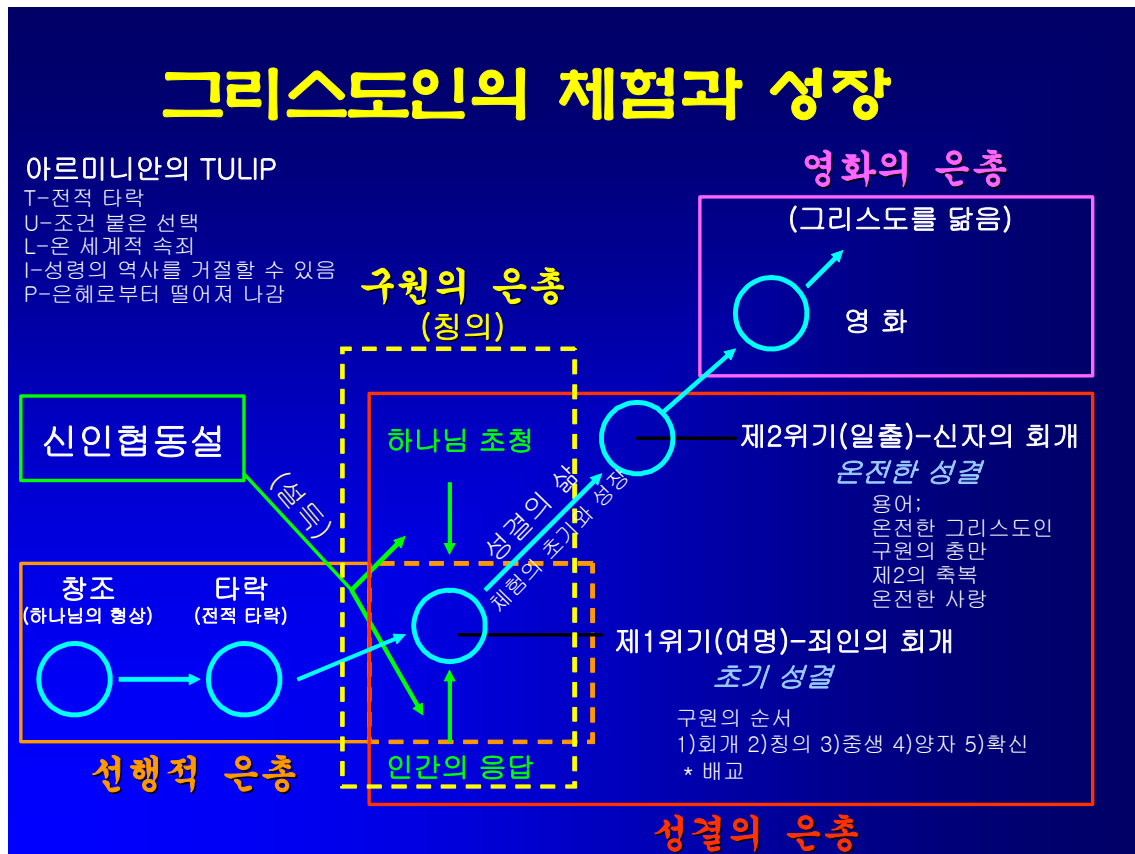 그리스도인의 체험과 성장
아르미니안의 TULIP
T-전적 타락
U-조건 붙은 선택
L-온 세계적 속죄
I-성령의 역사를 거절할 수 있음
P-은혜로부터 떨어져 나감
영화의 은총
(그리스도를 닮음)
영 화
구원의 은총
(칭의)
신인협동설
(설득)
하나님 초청
성결의 삶
체험의 초기와 성장
제2위기(일출)-신자의 회개
온전한 성결
용어;
온전한 그리스도인
구원의 충만
제2의 축복
온전한 사랑
창조
(하나님의 형상)
타락
(전적 타락)
제1위기(여명)-죄인의 회개
초기 성결
구원의 순서
1)회개 2)칭의 3)중생 4)양자 5)확신
* 배교
인간의 응답
선행적 은총
성결의 은총